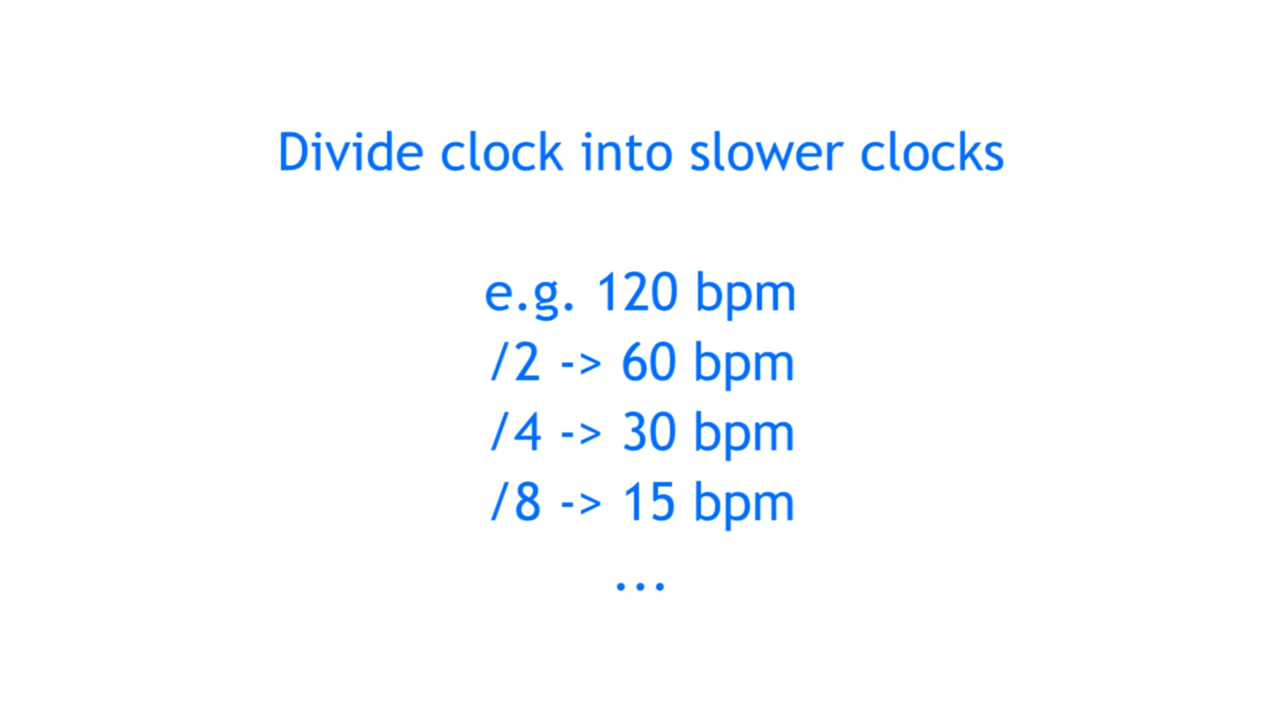 Divide clock into slower clocks
e.g. 120 bpm
/2 -> 60 bpm
/4 -> 30 bpm
/8 -> 15 bpm
...